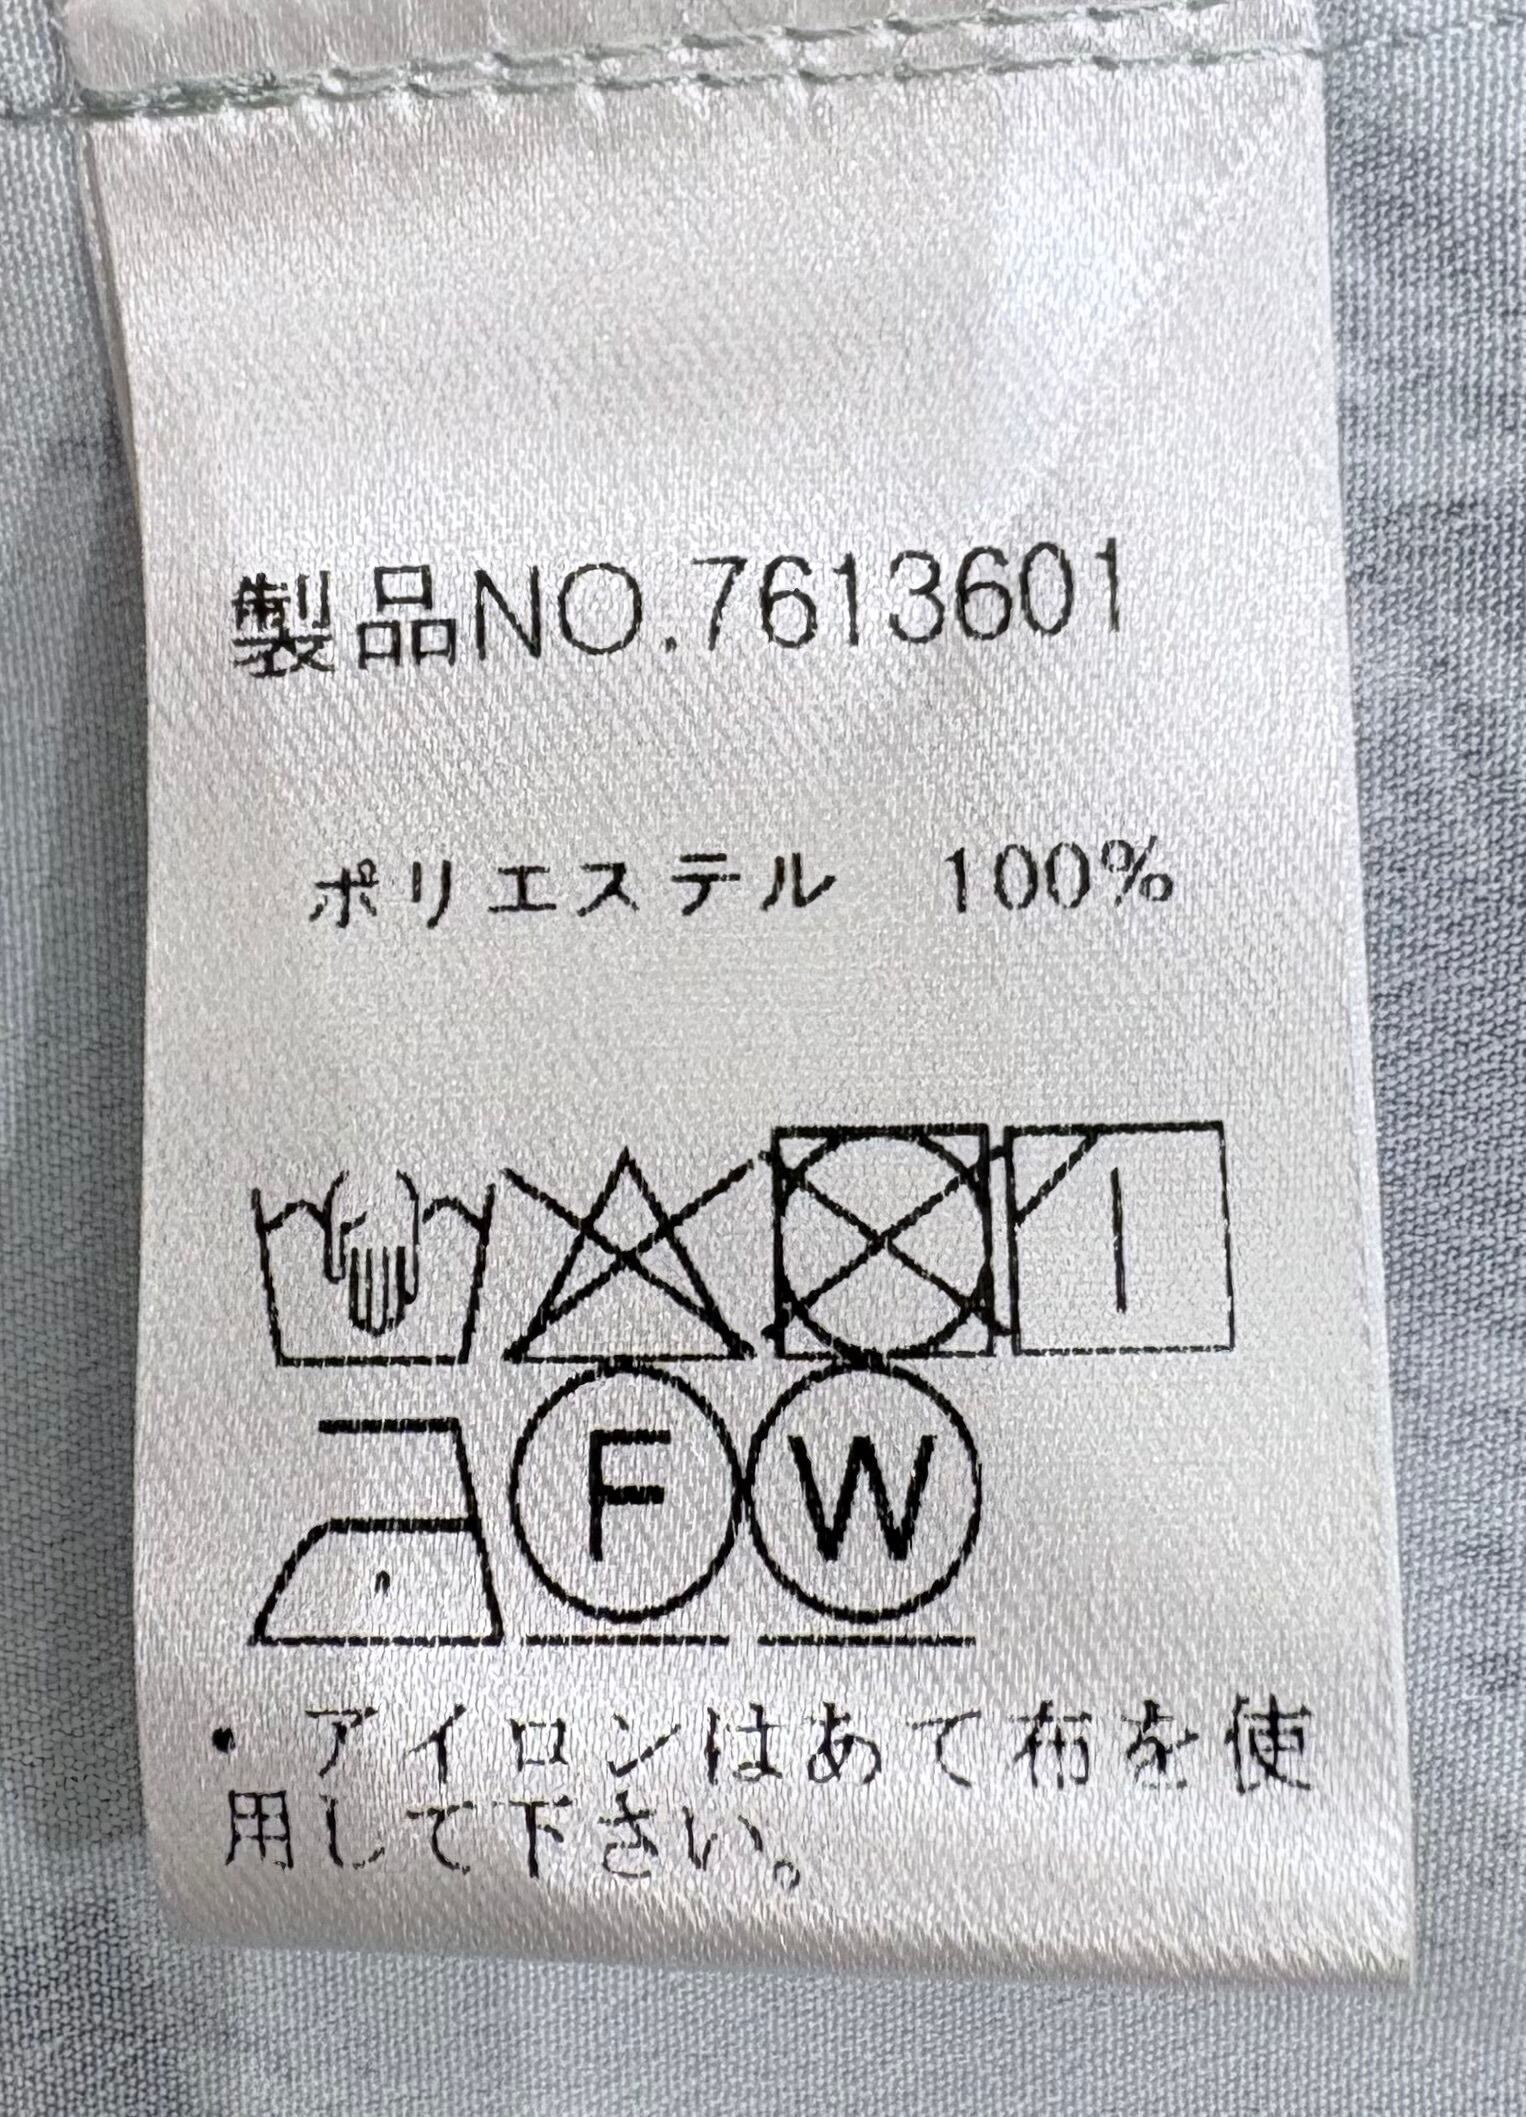 製品NO.7613601
ポリエステル 100%
F W
・アイロンはあて布を使
用して下さい。